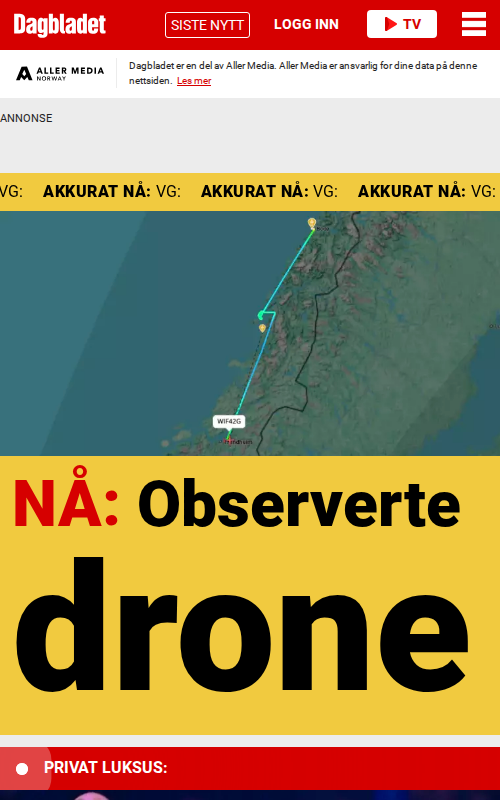 Dagbladet
SISTE NYTT
LOGG INN
TV
ALLER MEDIA
NORWAY
Dagbladet er en del av Aller Media. Aller Media er ansvarlig for dine data på denne
nettsiden. Les mer
ANNONSE
VG: AKKURAT NÅ: VG: AKKURAT NÅ: VG: AKKURAT NÅ: VG:
WIF42G
NÅ: Observerte
drone
PRIVAT LUKSUS: